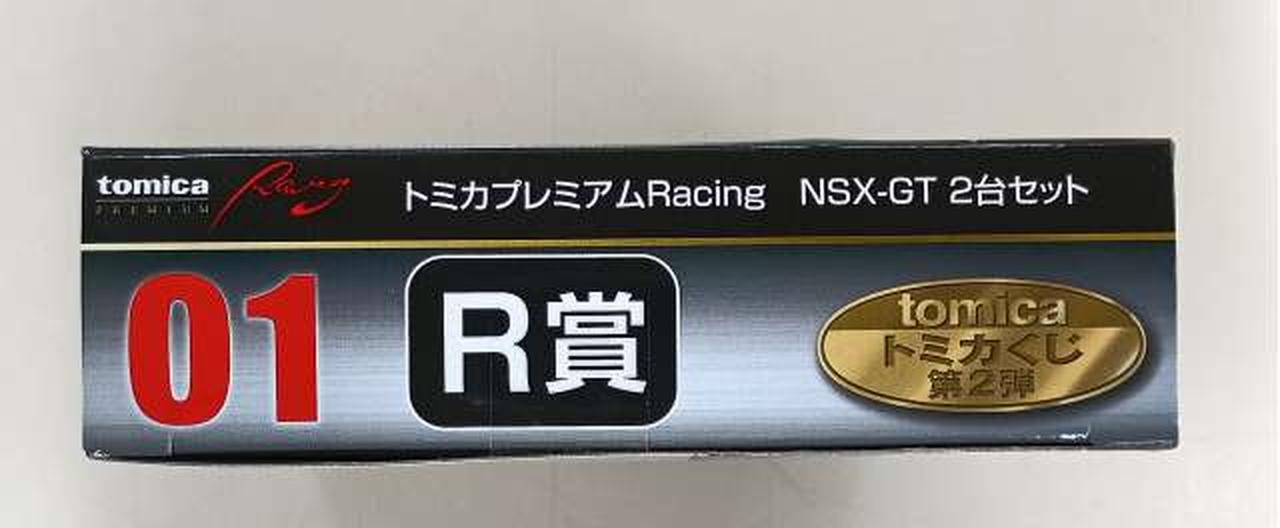 tomica Racing
PREMIUM
トミカプレミアムRacing NSX-GT 2台セット
01
R賞
tomica
トミカくじ
第2弾